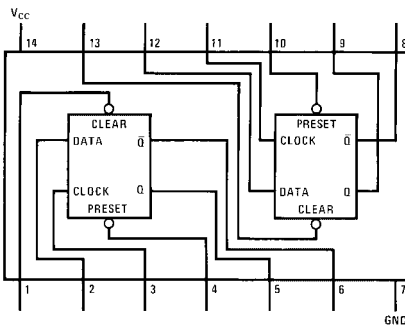 VCC
14 13 12 11 10 9 8
CLEAR
DATA Q̅
CLOCK Q
PRESET
PRESET
CLOCK Q̅
DATA Q
CLEAR
1 2 3 4 5 6 7
GND